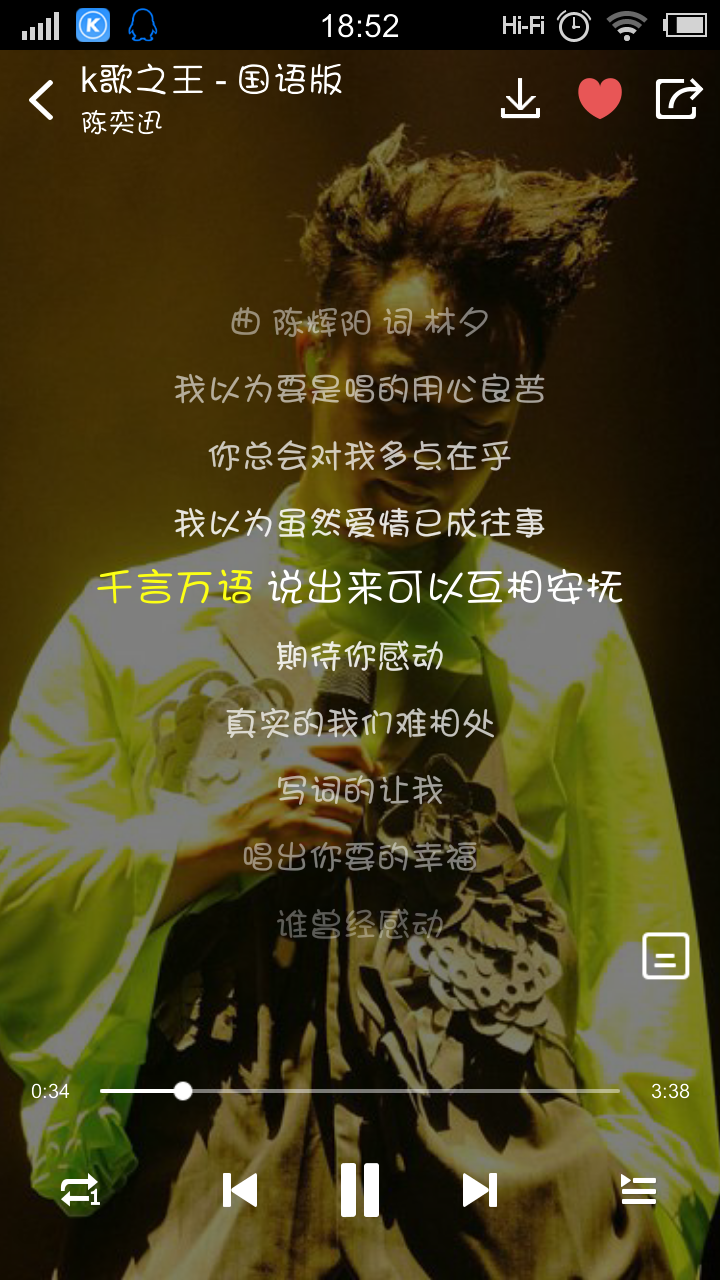 18:52 Hi-Fi
k歌之王 - 国语版
陈奕迅
曲 陈辉阳 词 林夕
我以为要是唱的用心良苦
你总会对我多点在乎
我以为虽然爱情已成往事
千言万语 说出来可以互相安抚
期待你感动
真实的我们难相处
写词的让我
唱出你要的幸福
谁曾经感动
0:34 3:38
1